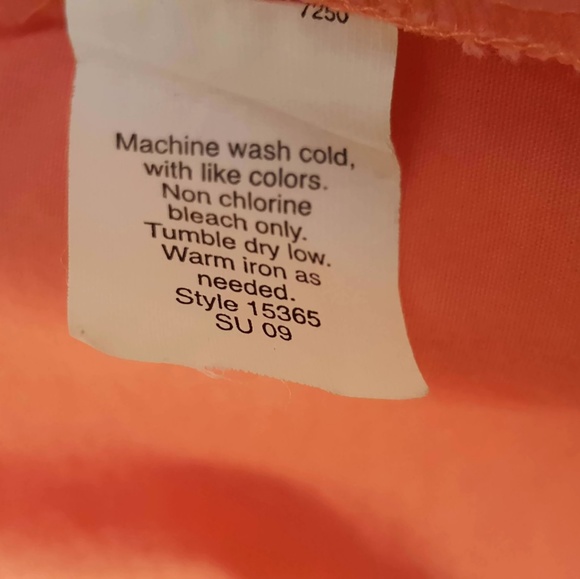 7250
Machine wash cold,
with like colors.
Non chlorine
bleach only.
Tumble dry low.
Warm iron as
needed.
Style 15365
SU 09